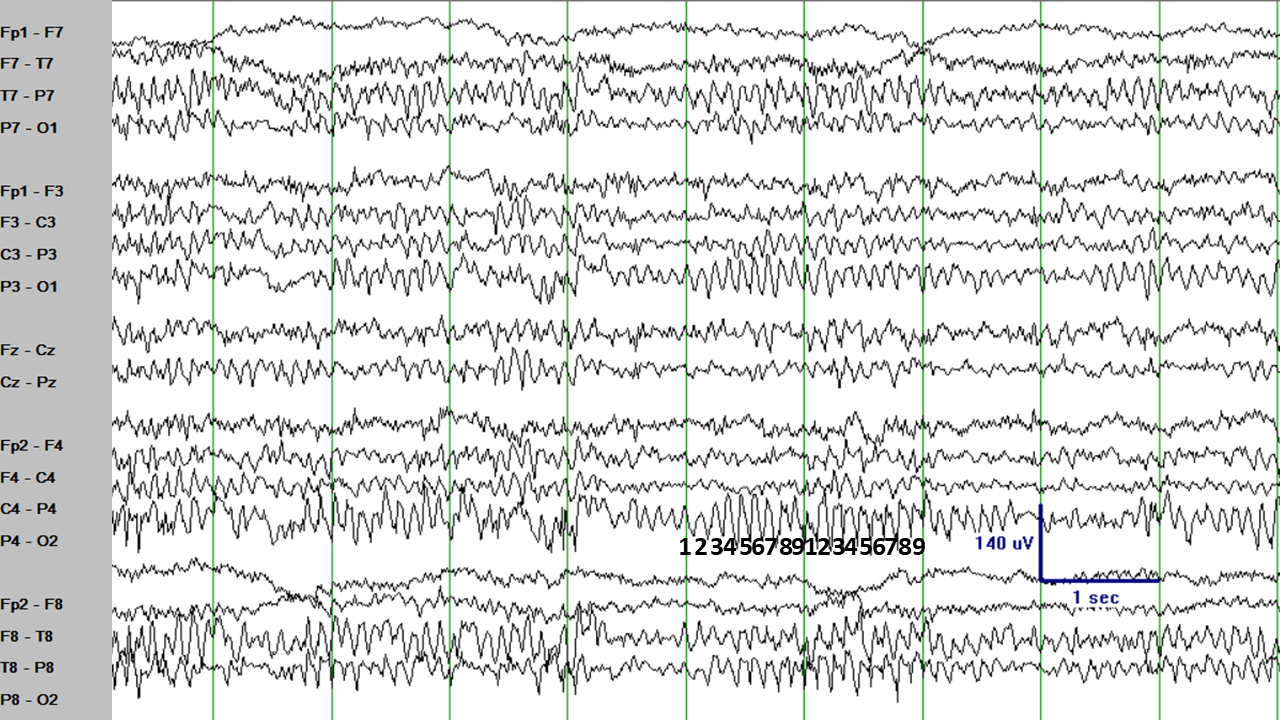 Fp1 - F7
F7 - T7
T7 - P7
P7 - O1
Fp1 - F3
F3 - C3
C3 - P3
P3 - O1
Fz - Cz
Cz - Pz
Fp2 - F4
F4 - C4
C4 - P4
P4 - O2
123456789123456789
140 uV
1 sec
Fp2 - F8
F8 - T8
T8 - P8
P8 - O2